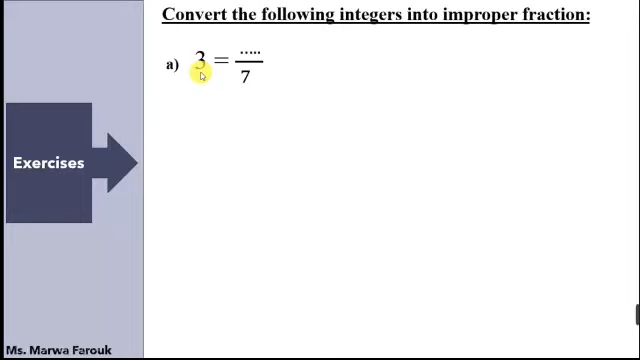 Convert the following integers into improper fraction:
a) 3 = ..... / 7
Exercises
Ms. Marwa Farouk